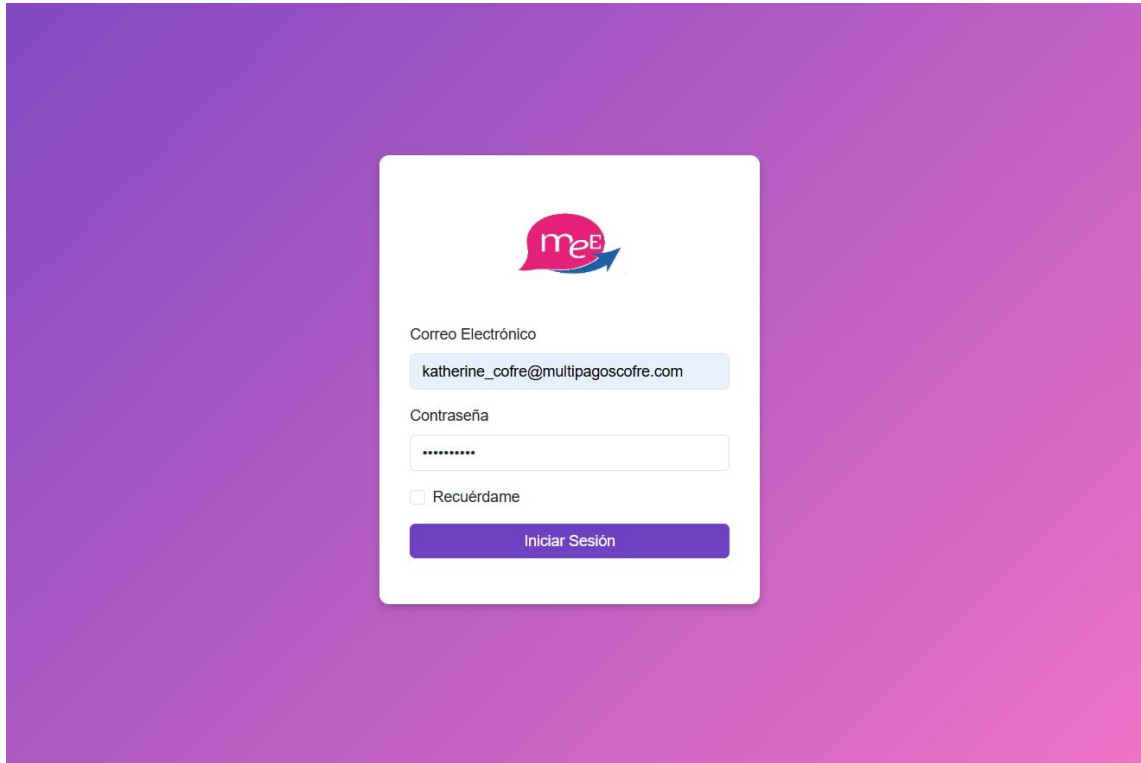 meE
Correo Electrónico
katherine_cofre@multipagoscofre.com
Contraseña
••••••••••
Recuérdame
Iniciar Sesión